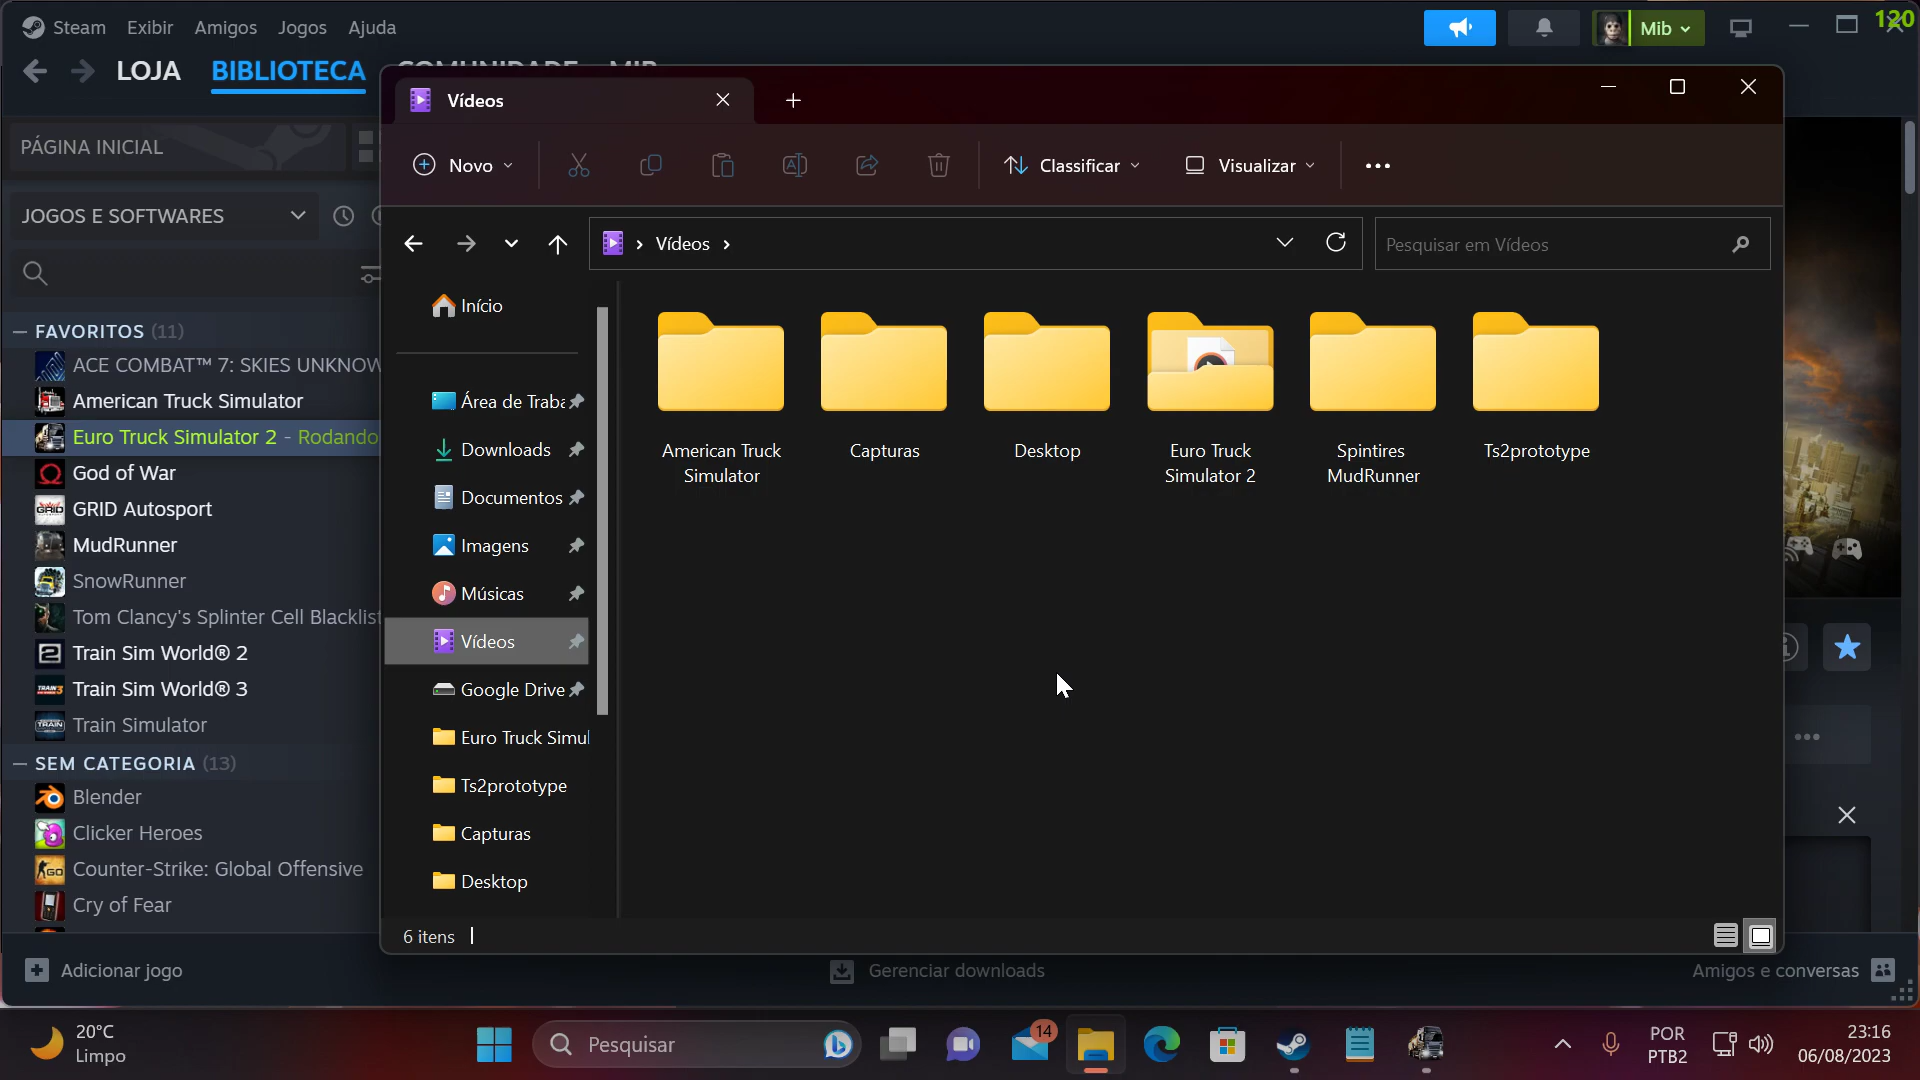 Steam Exibir Amigos Jogos Ajuda
Mib
120
LOJA BIBLIOTECA COMUNIDADE MIB
PÁGINA INICIAL
JOGOS E SOFTWARES
FAVORITOS (11)
ACE COMBAT™ 7: SKIES UNKNOW
American Truck Simulator
Euro Truck Simulator 2 - Rodando
God of War
GRID Autosport
MudRunner
SnowRunner
Tom Clancy's Splinter Cell Blacklist
Train Sim World® 2
Train Sim World® 3
Train Simulator
SEM CATEGORIA (13)
Blender
Clicker Heroes
Counter-Strike: Global Offensive
Cry of Fear
Adicionar jogo
Gerenciar downloads
Amigos e conversas
Vídeos
Novo
Classificar
Visualizar
Vídeos
Pesquisar em Vídeos
Início
Área de Traba
Downloads
Documentos
Imagens
Músicas
Vídeos
Google Drive
Euro Truck Simul
Ts2prototype
Capturas
Desktop
American Truck
Simulator
Capturas
Desktop
Euro Truck
Simulator 2
Spintires
MudRunner
Ts2prototype
6 itens
20°C
Limpo
Pesquisar
14
POR
PTB2
23:16
06/08/2023